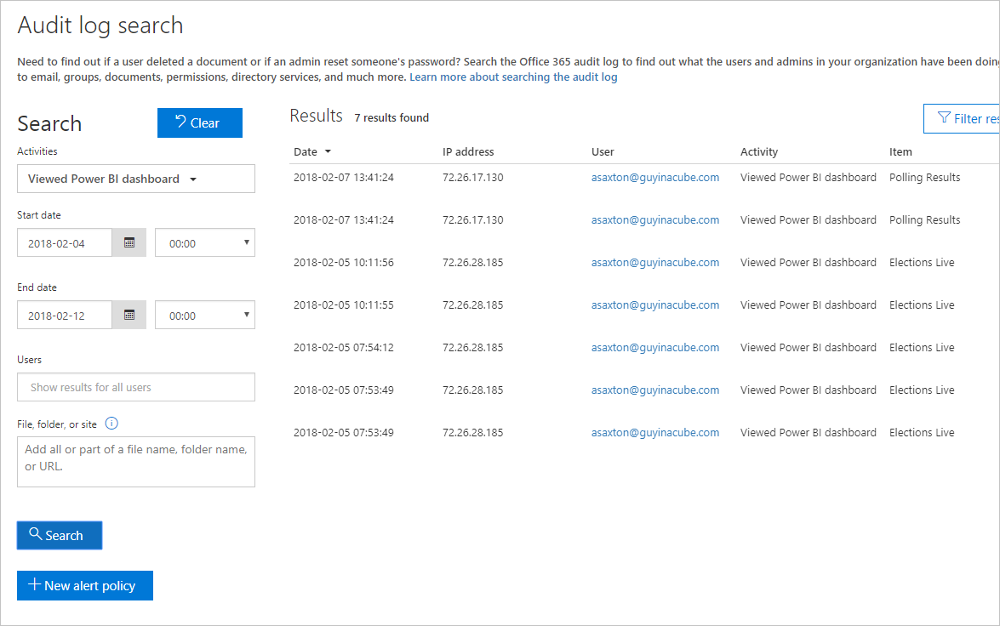 Audit log search
Need to find out if a user deleted a document or if an admin reset someone's password? Search the Office 365 audit log to find out what the users and admins in your organization have been doing
to email, groups, documents, permissions, directory services, and much more. Learn more about searching the audit log
Search
Clear
Activities
Viewed Power BI dashboard
Start date
2018-02-04 00:00
End date
2018-02-12 00:00
Users
Show results for all users
File, folder, or site
Add all or part of a file name, folder name,
or URL.
Search
New alert policy
Results 7 results found
Filter res
Date IP address User Activity Item
2018-02-07 13:41:24 72.26.17.130 asaxton@guyinacube.com Viewed Power BI dashboard Polling Results
2018-02-07 13:41:24 72.26.17.130 asaxton@guyinacube.com Viewed Power BI dashboard Polling Results
2018-02-05 10:11:56 72.26.28.185 asaxton@guyinacube.com Viewed Power BI dashboard Elections Live
2018-02-05 10:11:55 72.26.28.185 asaxton@guyinacube.com Viewed Power BI dashboard Elections Live
2018-02-05 07:54:12 72.26.28.185 asaxton@guyinacube.com Viewed Power BI dashboard Elections Live
2018-02-05 07:53:49 72.26.28.185 asaxton@guyinacube.com Viewed Power BI dashboard Elections Live
2018-02-05 07:53:49 72.26.28.185 asaxton@guyinacube.com Viewed Power BI dashboard Elections Live